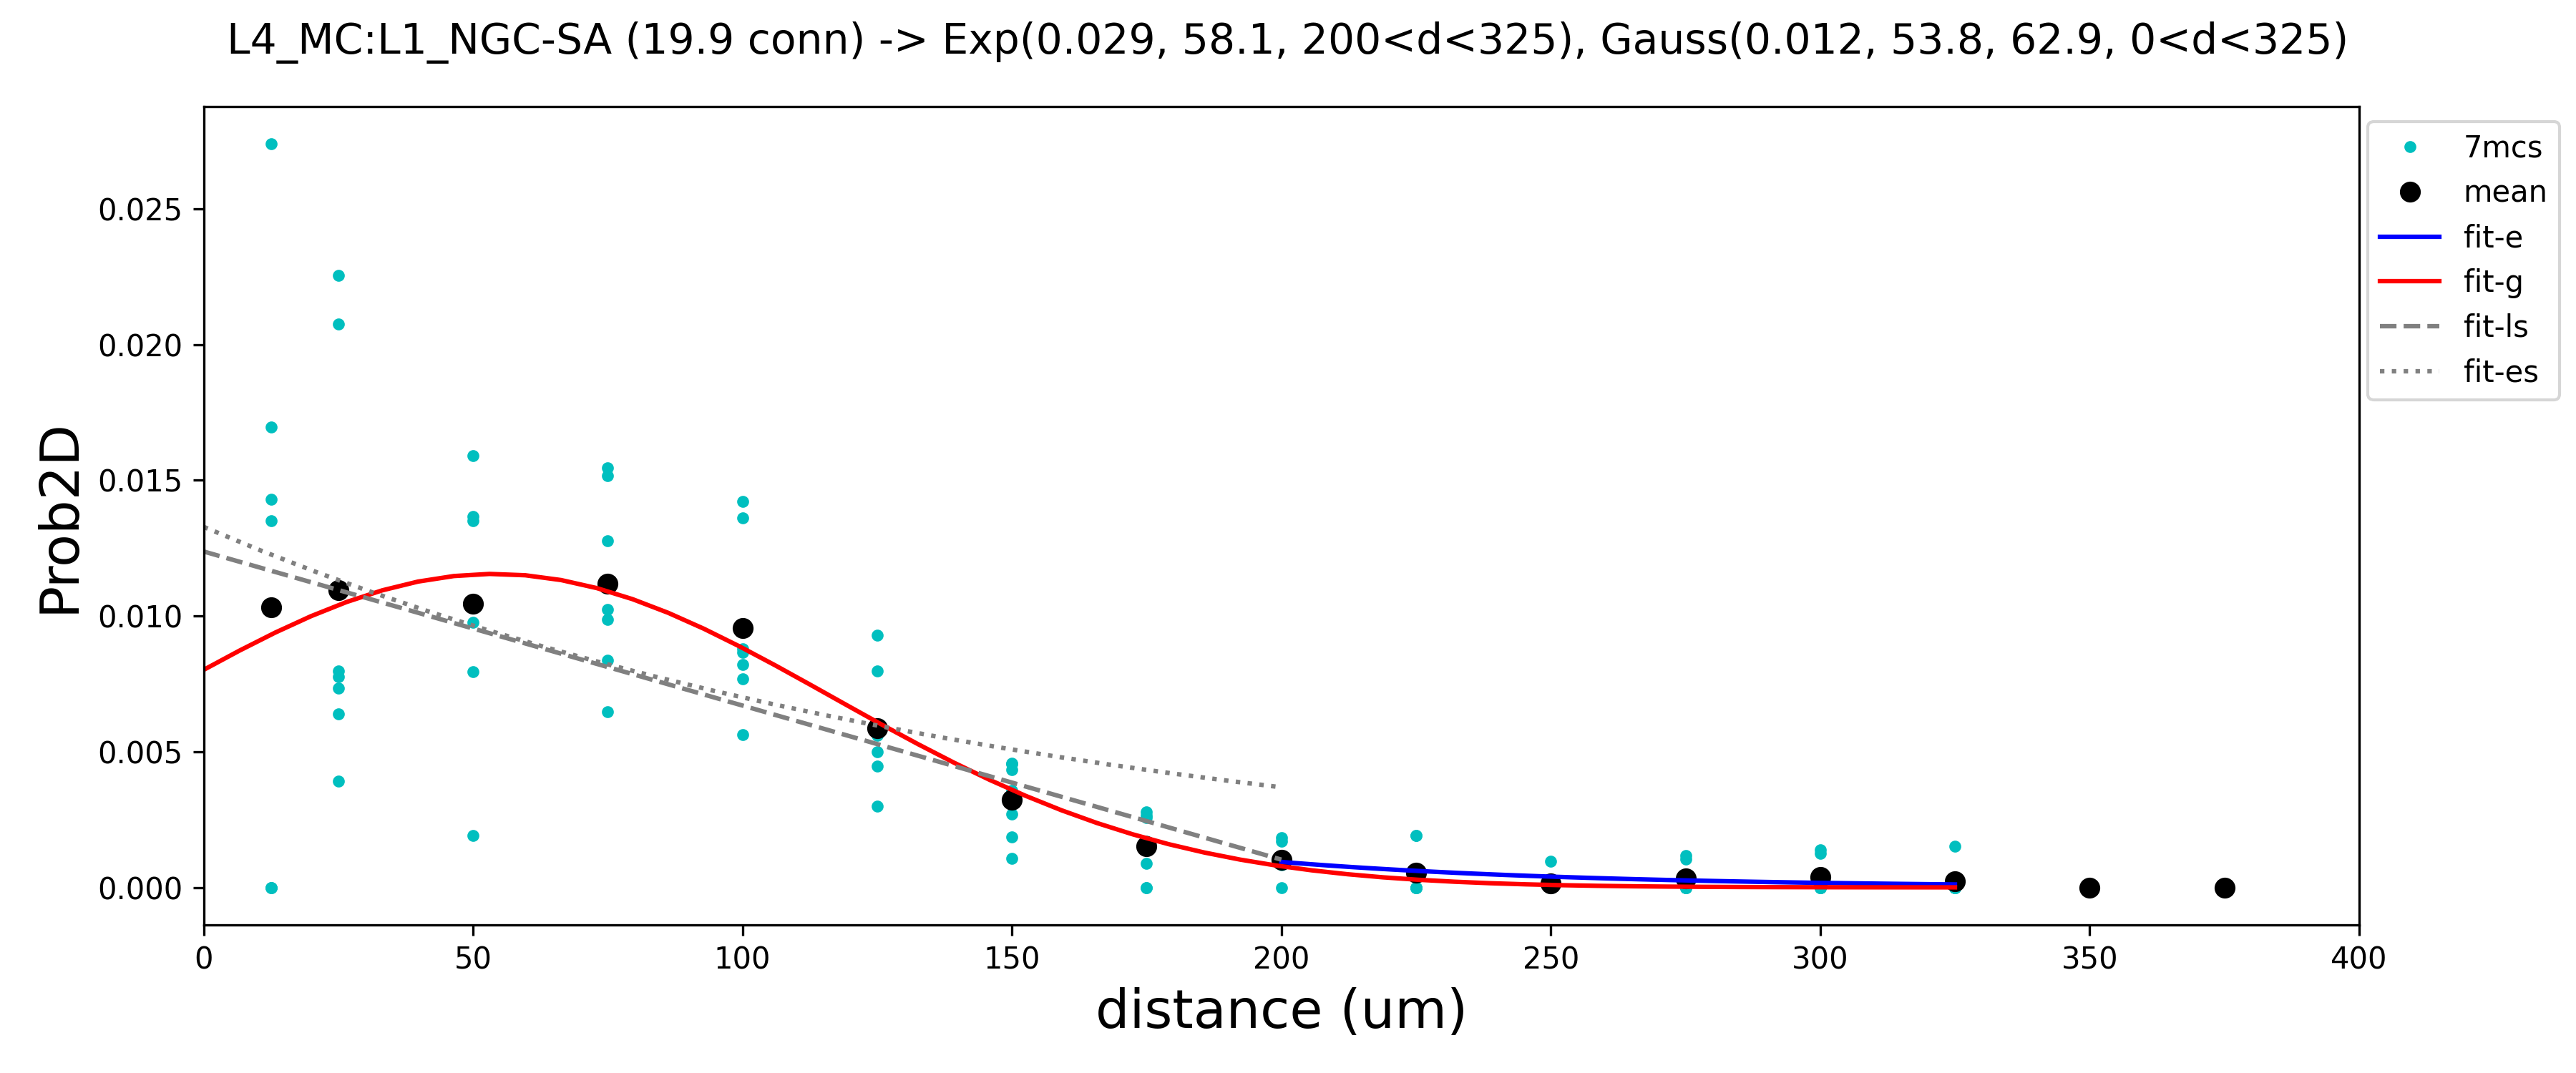 L4_MC:L1_NGC-SA (19.9 conn) -> Exp(0.029, 58.1, 200<d<325), Gauss(0.012, 53.8, 62.9, 0<d<325)
7mcs
mean
fit-e
fit-g
fit-ls
fit-es
Prob2D
0.025
0.020
0.015
0.010
0.005
0.000
0 50 100 150 200 250 300 350 400
distance (um)